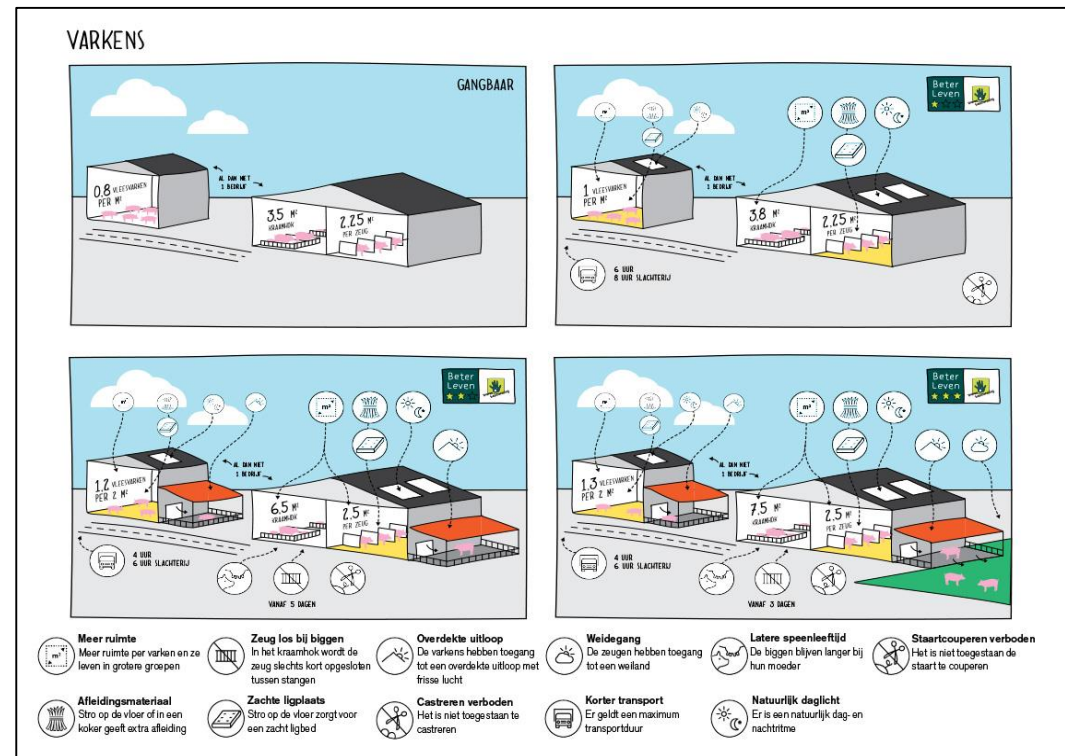 VARKENS
GANGBAAR
0.8 VLEESVARKEN
PER M²
AL DAN NIET
1 BEDRIJF
3.5 M²
KRAAMHOK
2.25 M²
PER ZEUG
Beter
Leven
m²
m²
AL DAN NIET
1 BEDRIJF
1 VLEESVARKEN
PER M²
3.8 M²
KRAAMHOK
2.25 M²
PER ZEUG
6 UUR
8 UUR SLACHTERIJ
Beter
Leven
m²
m²
AL DAN NIET
1 BEDRIJF
1.2 VLEESVARKEN
PER 2 M²
6.5 M²
KRAAMHOK
2.5 M²
PER ZEUG
4 UUR
6 UUR SLACHTERIJ
VANAF 5 DAGEN
Beter
Leven
m²
m²
AL DAN NIET
1 BEDRIJF
1.3 VLEESVARKEN
PER 2 M²
7.5 M²
KRAAMHOK
2.5 M²
PER ZEUG
4 UUR
6 UUR SLACHTERIJ
VANAF 3 DAGEN
m²
Meer ruimte
Meer ruimte per varken en ze
leven in grotere groepen
Zeug los bij biggen
In het kraamhok wordt de
zeug slechts kort opgesloten
tussen stangen
Overdekte uitloop
De varkens hebben toegang
tot een overdekte uitloop met
frisse lucht
Weidegang
De zeugen hebben toegang
tot een weiland
Latere speenleeftijd
De biggen blijven langer bij
hun moeder
Staartcouperen verboden
Het is niet toegestaan de
staart te couperen
Afleidingsmateriaal
Stro op de vloer of in een
koker geeft extra afleiding
Zachte ligplaats
Stro op de vloer zorgt voor
een zacht ligbed
Castreren verboden
Het is niet toegestaan te
castreren
Korter transport
Er geldt een maximum
transportduur
Natuurlijk daglicht
Er is een natuurlijk dag- en
nachtritme